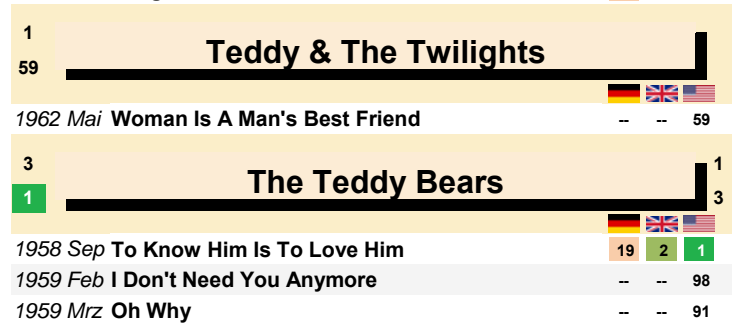 1
Teddy & The Twilights
59
1962 Mai Woman Is A Man's Best Friend -- -- 59
3 1
The Teddy Bears
1 3
1958 Sep To Know Him Is To Love Him 19 2 1
1959 Feb I Don't Need You Anymore -- -- 98
1959 Mrz Oh Why -- -- 91